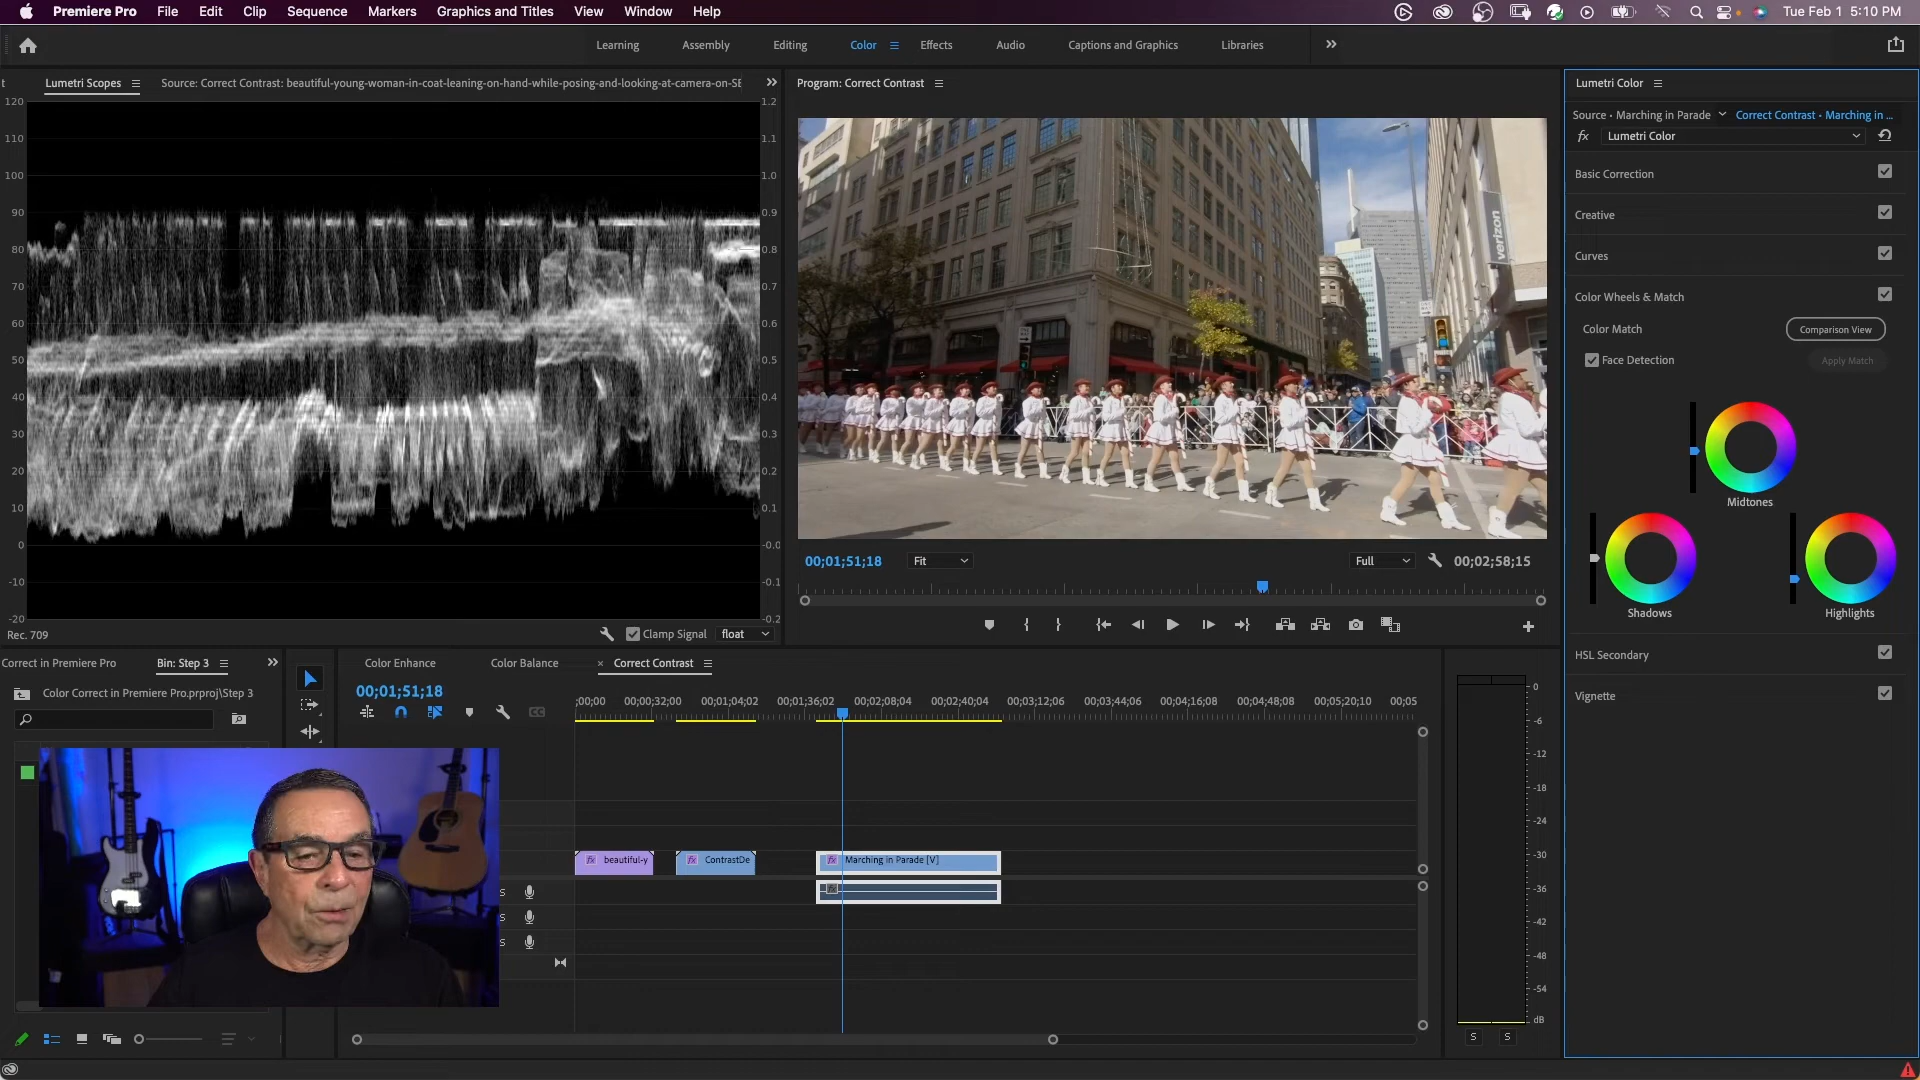 Premiere Pro File Edit Clip Sequence Markers Graphics and Titles View Window Help Tue Feb 1 5:10 PM
Learning Assembly Editing Color Effects Audio Captions and Graphics Libraries
t Lumetri Scopes Source: Correct Contrast: beautiful-young-woman-in-coat-leaning-on-hand-while-posing-and-looking-at-camera-on-SE
120 1.2
110 1.1
100 1.0
90 0.9
80 0.8
70 0.7
60 0.6
50 0.5
40 0.4
30 0.3
20 0.2
10 0.1
0 -0.0
-10 -0.1
-20 -0.2
Rec. 709 Clamp Signal float
Program: Correct Contrast
verizon
00;01;51;18 Fit Full 00;02;58;15
Lumetri Color
Source • Marching in Parade Correct Contrast • Marching in ...
fx Lumetri Color
Basic Correction
Creative
Curves
Color Wheels & Match
Color Match Comparison View
Face Detection Apply Match
Midtones
Shadows Highlights
HSL Secondary
Vignette
Correct in Premiere Pro Bin: Step 3
Color Correct in Premiere Pro.prproj\Step 3
Color Enhance Color Balance × Correct Contrast
00;01;51;18
;00;00 00;00;32;00 00;01;04;02 00;01;36;02 00;02;08;04 00;02;40;04 00;03;12;06 00;03;44;06 00;04;16;08 00;04;48;08 00;05;20;10 00;05
fx beautiful-y fx ContrastDe fx Marching in Parade [V]
S fx
S
S
0
-6
-12
-18
-24
-30
-36
-42
-48
-54
dB
S S